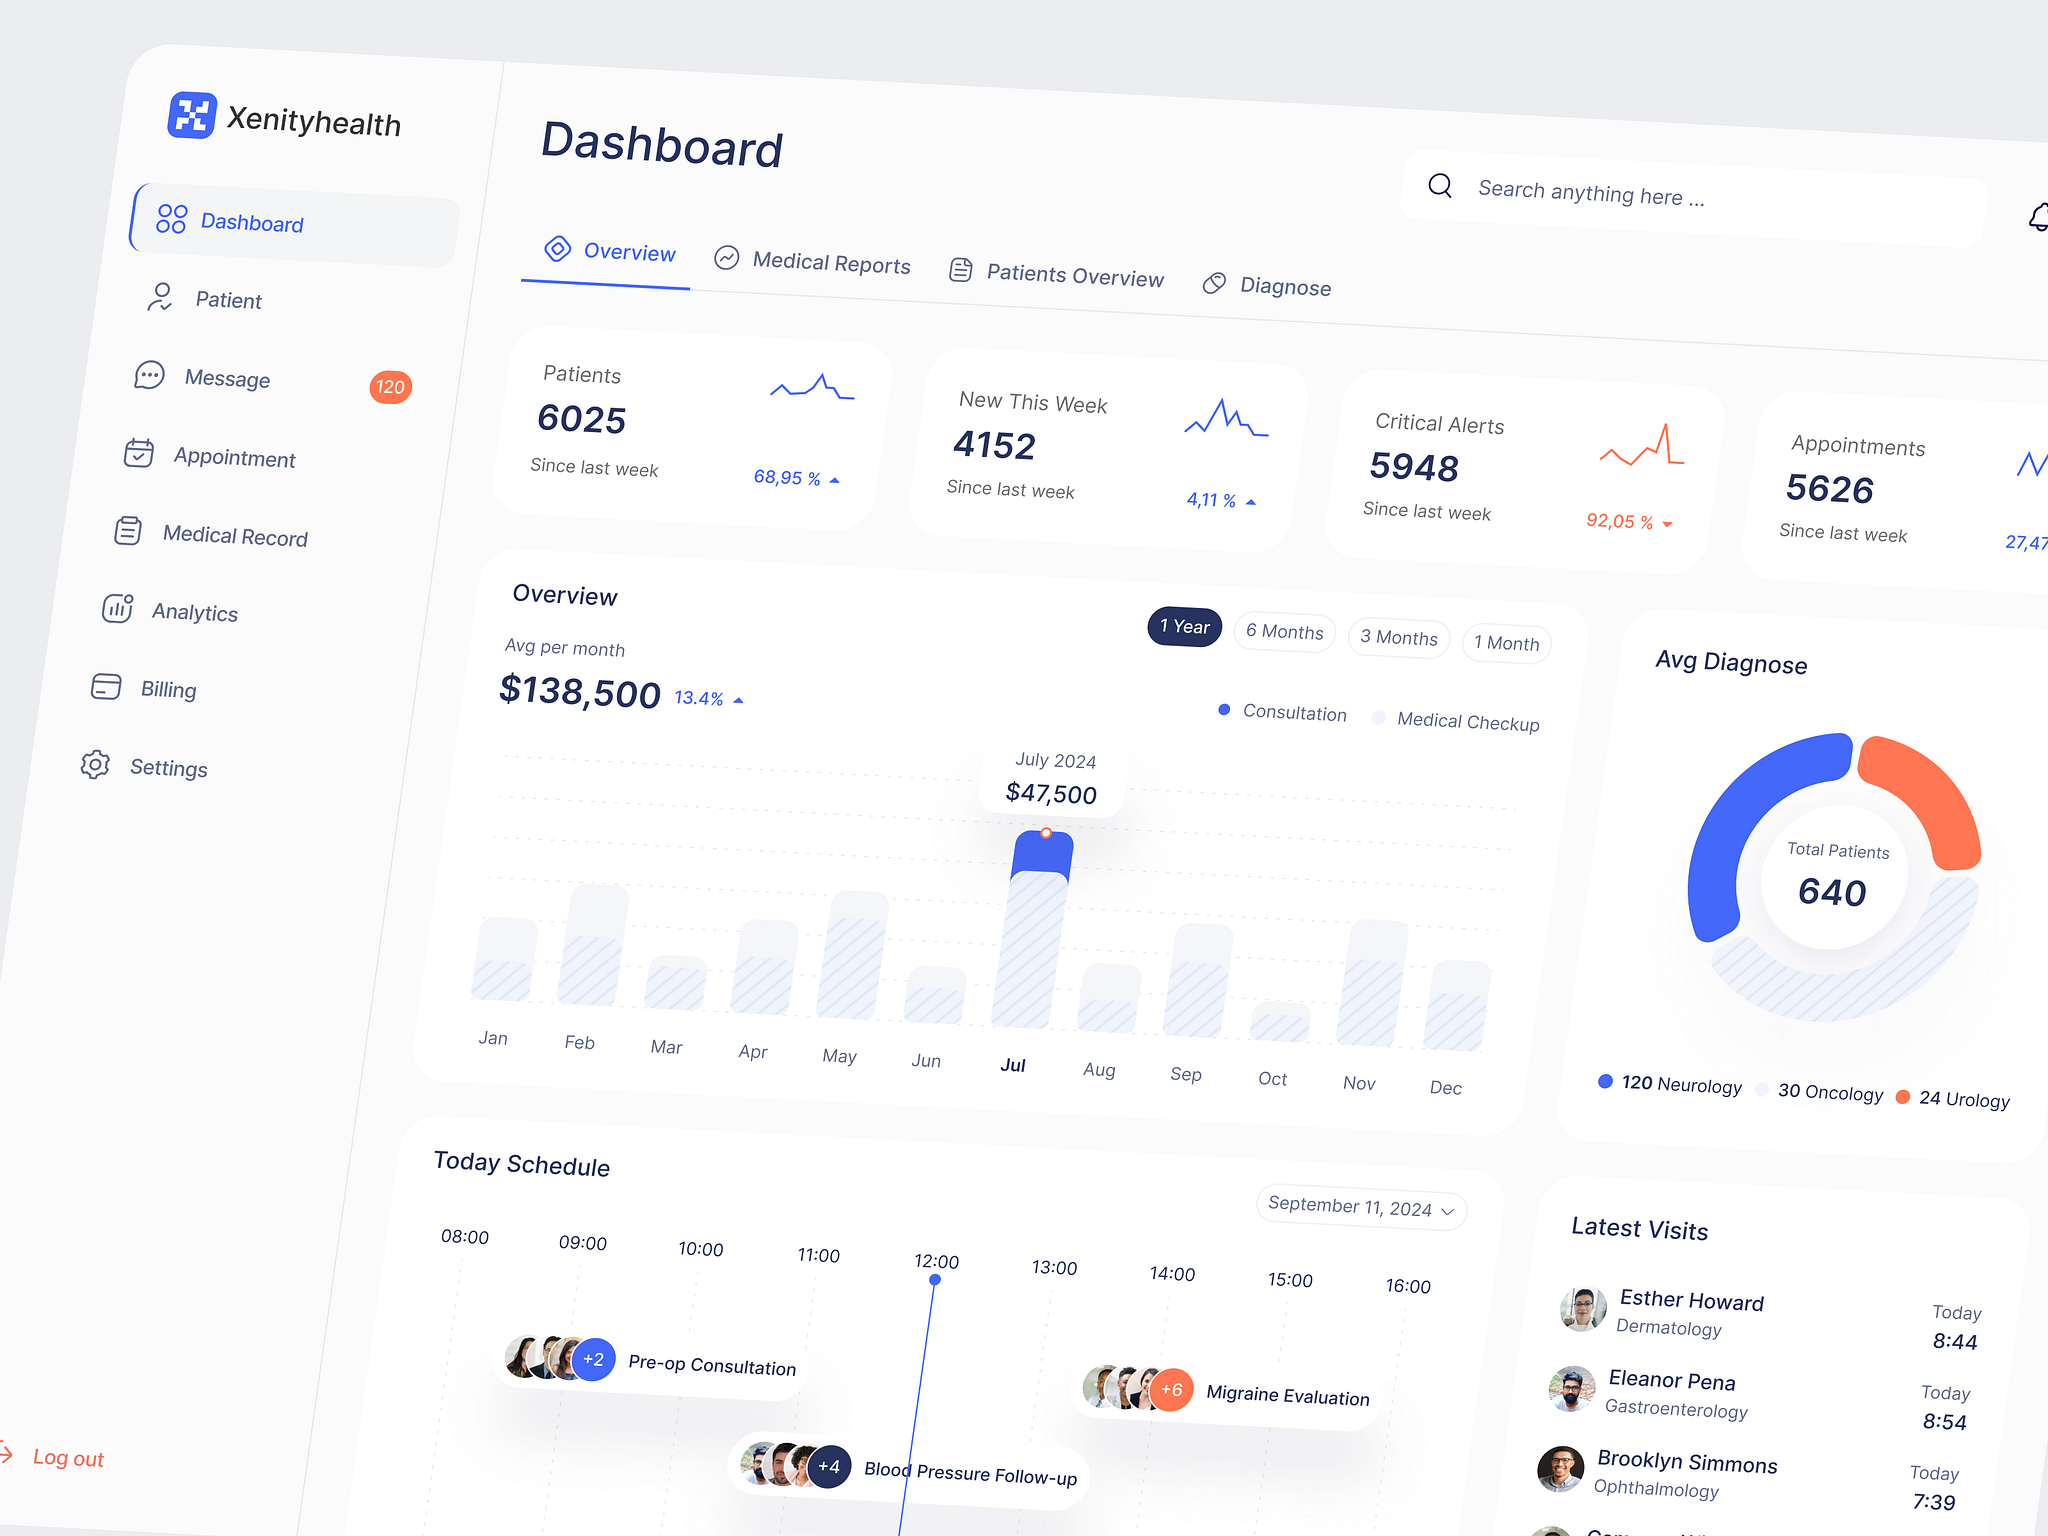 Xenityhealth
Dashboard
Patient
Message
120
Appointment
Medical Record
Analytics
Billing
Settings
Log out
Dashboard
Search anything here ...
Overview
Medical Reports
Patients Overview
Diagnose
Patients
6025
Since last week
68,95 %
New This Week
4152
Since last week
4,11 %
Critical Alerts
5948
Since last week
92,05 %
Appointments
5626
Since last week
27,47
Overview
1 Year
6 Months
3 Months
1 Month
Avg per month
$138,500
13.4%
Consultation
Medical Checkup
July 2024
$47,500
Jan
Feb
Mar
Apr
May
Jun
Jul
Aug
Sep
Oct
Nov
Dec
Avg Diagnose
Total Patients
640
120 Neurology
30 Oncology
24 Urology
Today Schedule
September 11, 2024
08:00
09:00
10:00
11:00
12:00
13:00
14:00
15:00
16:00
+2
Pre-op Consultation
+6
Migraine Evaluation
+4
Blood Pressure Follow-up
Latest Visits
Esther Howard
Dermatology
Today
8:44
Eleanor Pena
Gastroenterology
Today
8:54
Brooklyn Simmons
Ophthalmology
Today
7:39